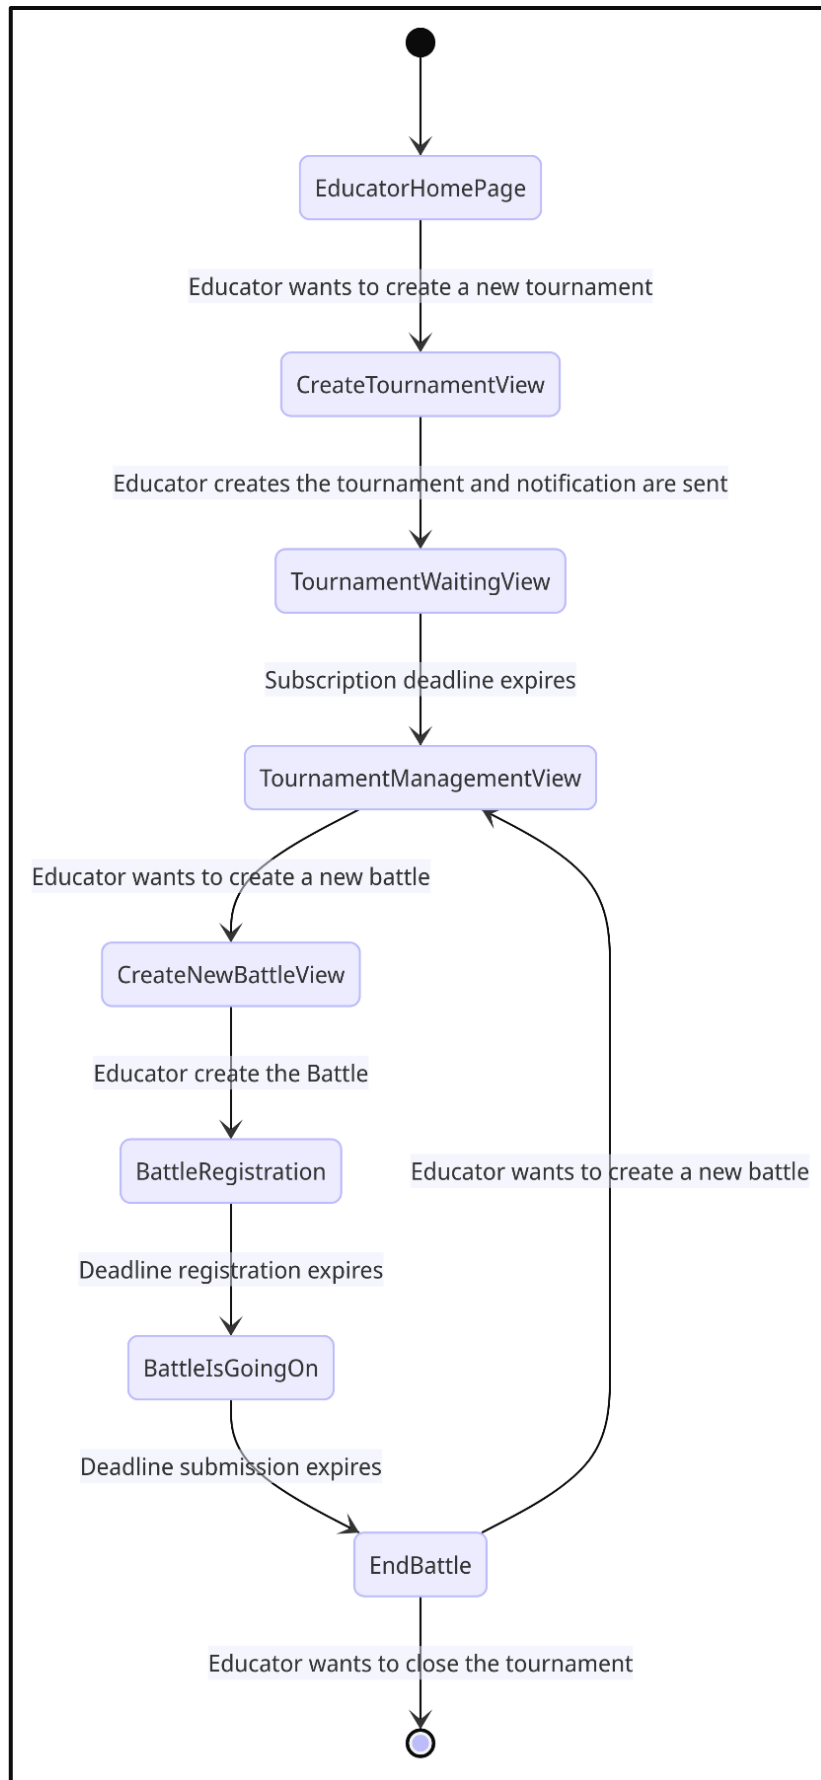 EducatorHomePage
Educator wants to create a new tournament
CreateTournamentView
Educator creates the tournament and notification are sent
TournamentWaitingView
Subscription deadline expires
TournamentManagementView
Educator wants to create a new battle
CreateNewBattleView
Educator create the Battle
BattleRegistration
Educator wants to create a new battle
Deadline registration expires
BattleIsGoingOn
Deadline submission expires
EndBattle
Educator wants to close the tournament